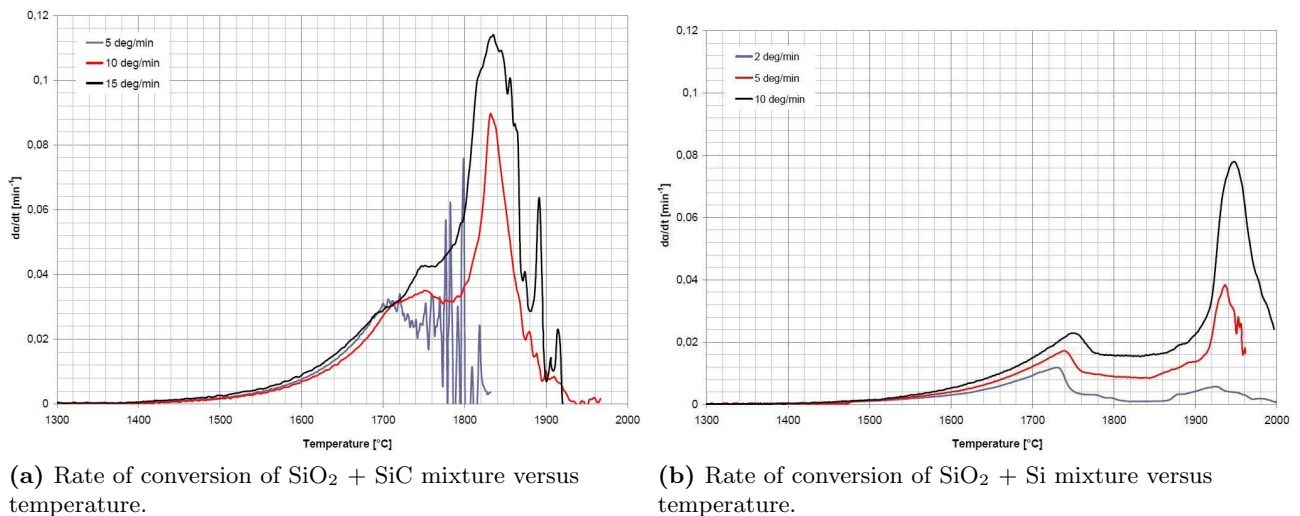 0,12
0,1
0,08
0,06
0,04
0,02
0
dα/dt [min⁻¹]
5 deg/min
10 deg/min
15 deg/min
1300 1400 1500 1600 1700 1800 1900 2000
Temperature [°C]
(a) Rate of conversion of SiO₂ + SiC mixture versus
temperature.
0,12
0,1
0,08
0,06
0,04
0,02
0
dα/dt [min⁻¹]
2 deg/min
5 deg/min
10 deg/min
1300 1400 1500 1600 1700 1800 1900 2000
Temperature [°C]
(b) Rate of conversion of SiO₂ + Si mixture versus
temperature.